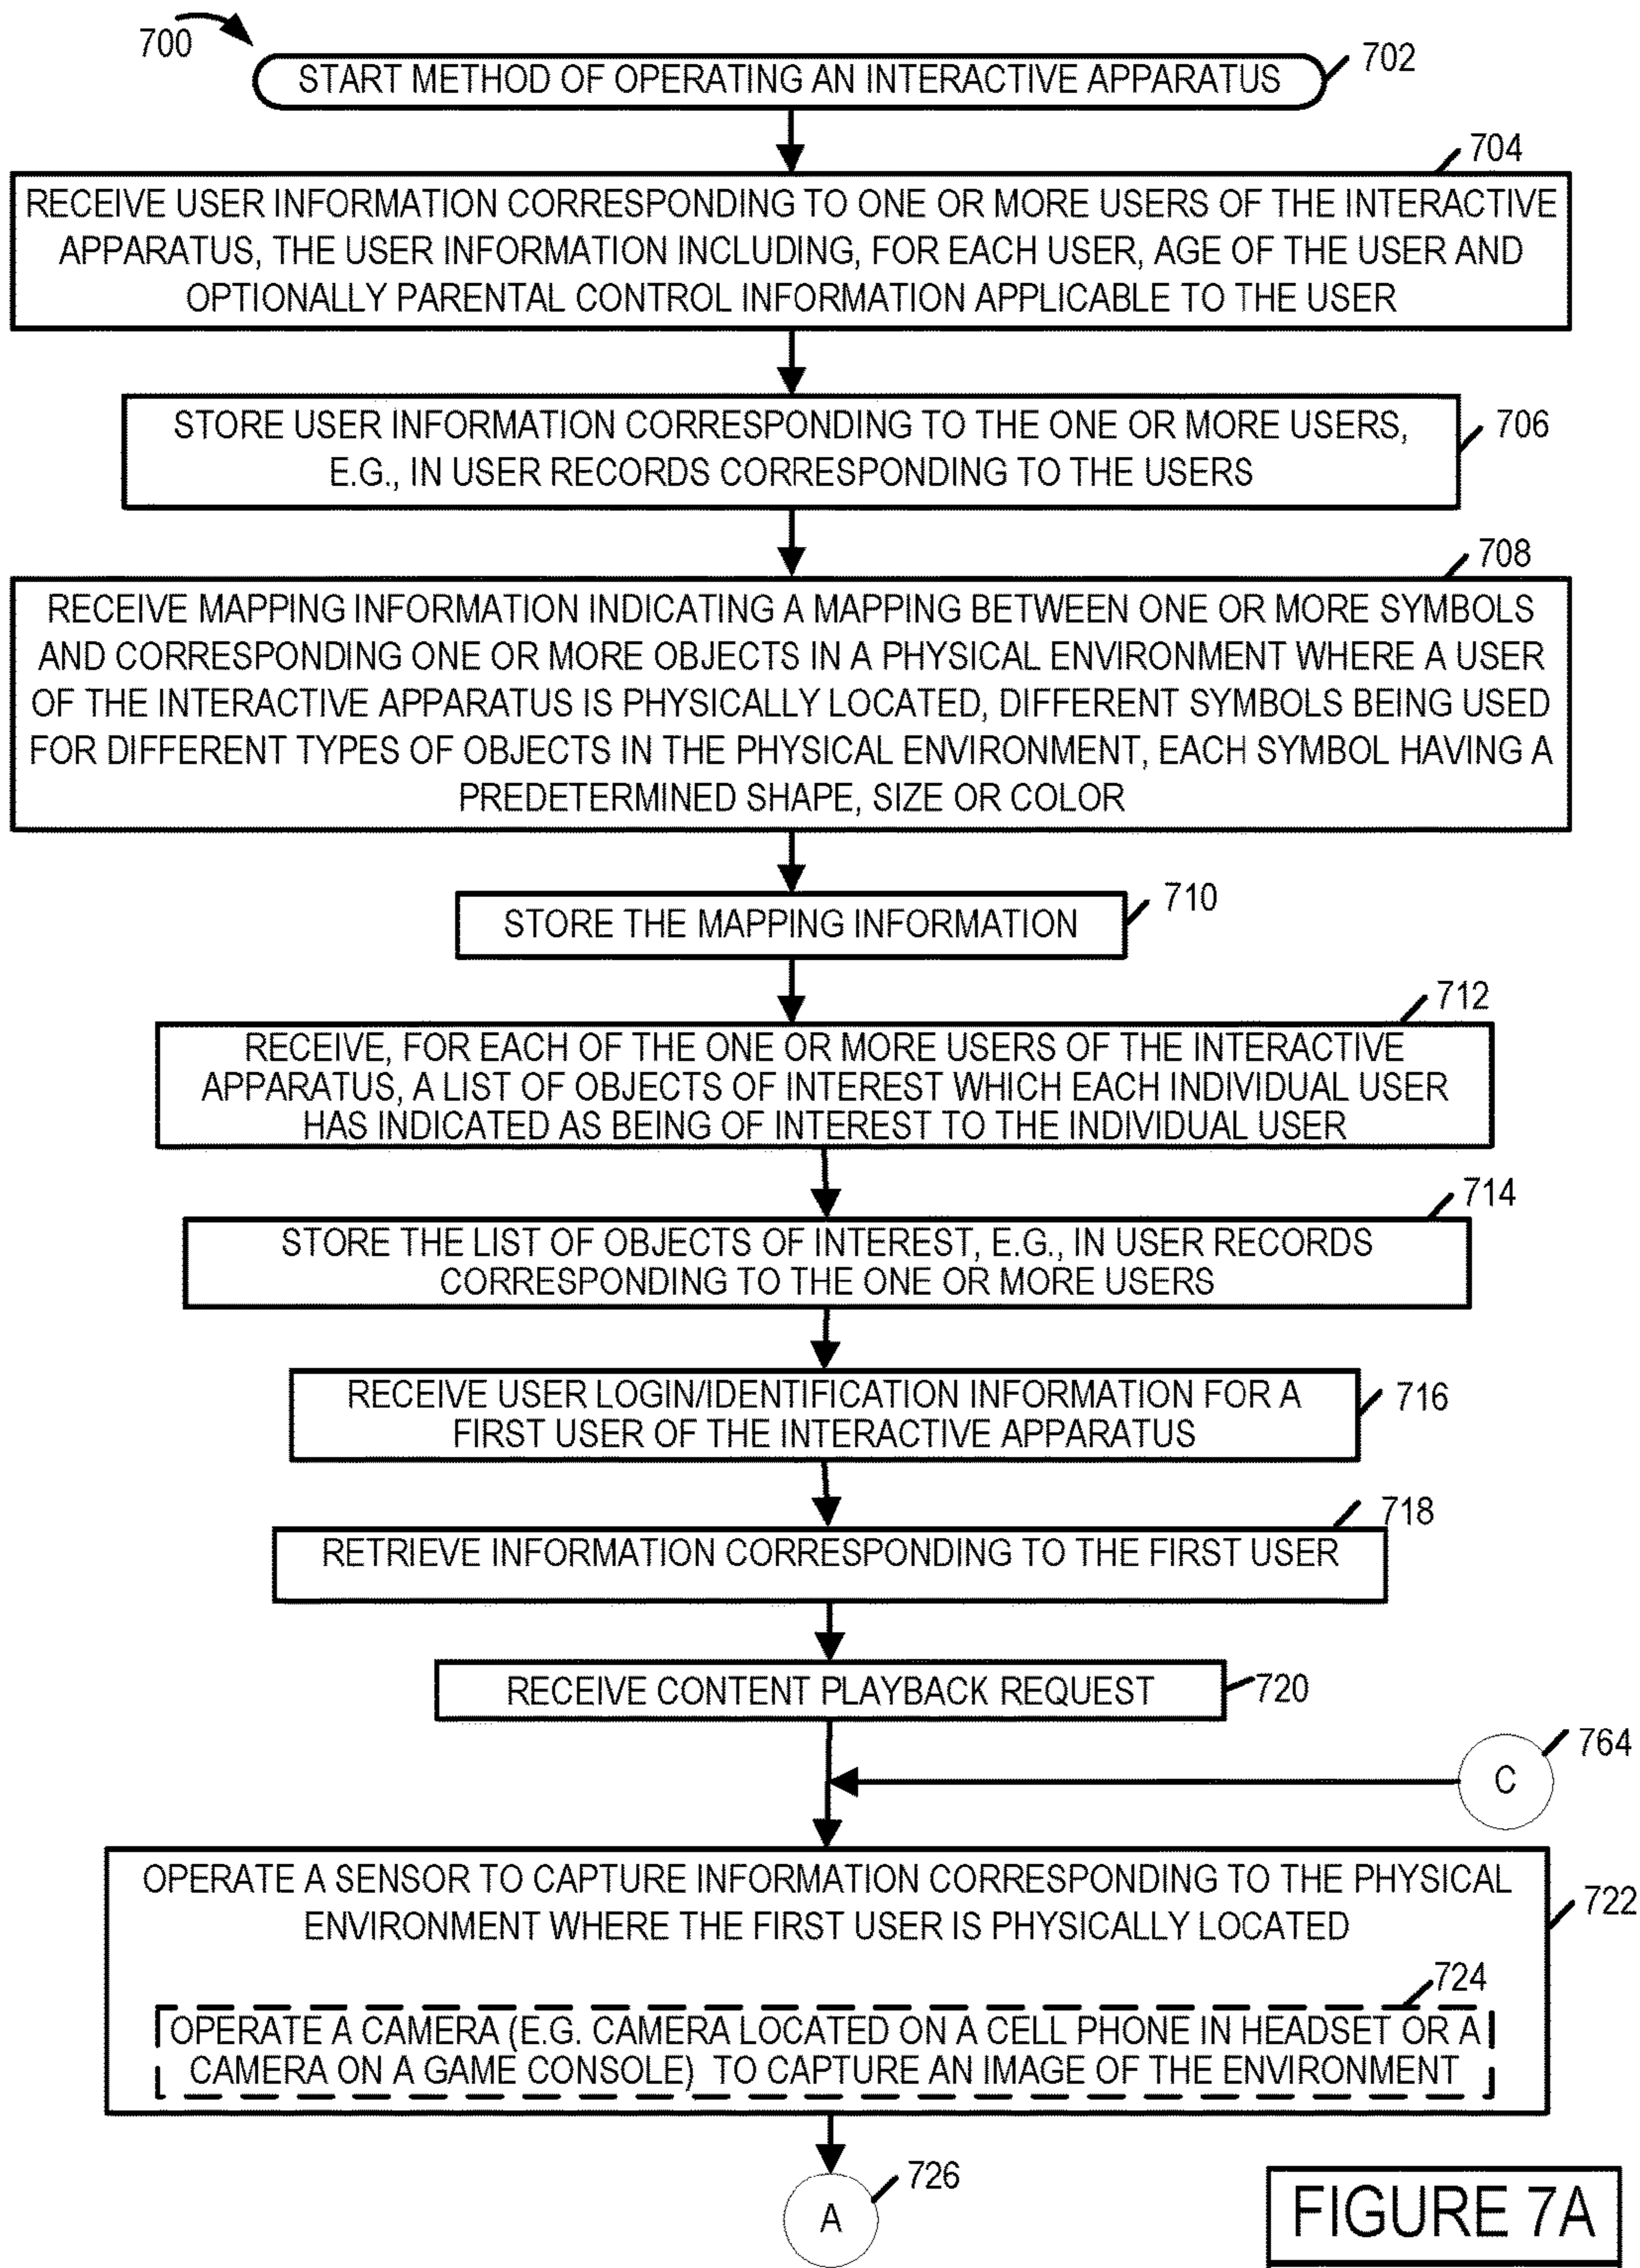 700
START METHOD OF OPERATING AN INTERACTIVE APPARATUS
702
704
RECEIVE USER INFORMATION CORRESPONDING TO ONE OR MORE USERS OF THE INTERACTIVE
APPARATUS, THE USER INFORMATION INCLUDING, FOR EACH USER, AGE OF THE USER AND
OPTIONALLY PARENTAL CONTROL INFORMATION APPLICABLE TO THE USER
STORE USER INFORMATION CORRESPONDING TO THE ONE OR MORE USERS,
E.G., IN USER RECORDS CORRESPONDING TO THE USERS
706
708
RECEIVE MAPPING INFORMATION INDICATING A MAPPING BETWEEN ONE OR MORE SYMBOLS
AND CORRESPONDING ONE OR MORE OBJECTS IN A PHYSICAL ENVIRONMENT WHERE A USER
OF THE INTERACTIVE APPARATUS IS PHYSICALLY LOCATED, DIFFERENT SYMBOLS BEING USED
FOR DIFFERENT TYPES OF OBJECTS IN THE PHYSICAL ENVIRONMENT, EACH SYMBOL HAVING A
PREDETERMINED SHAPE, SIZE OR COLOR
710
STORE THE MAPPING INFORMATION
712
RECEIVE, FOR EACH OF THE ONE OR MORE USERS OF THE INTERACTIVE
APPARATUS, A LIST OF OBJECTS OF INTEREST WHICH EACH INDIVIDUAL USER
HAS INDICATED AS BEING OF INTEREST TO THE INDIVIDUAL USER
714
STORE THE LIST OF OBJECTS OF INTEREST, E.G., IN USER RECORDS
CORRESPONDING TO THE ONE OR MORE USERS
RECEIVE USER LOGIN/IDENTIFICATION INFORMATION FOR A
FIRST USER OF THE INTERACTIVE APPARATUS
716
718
RETRIEVE INFORMATION CORRESPONDING TO THE FIRST USER
RECEIVE CONTENT PLAYBACK REQUEST
720
764
C
OPERATE A SENSOR TO CAPTURE INFORMATION CORRESPONDING TO THE PHYSICAL
ENVIRONMENT WHERE THE FIRST USER IS PHYSICALLY LOCATED
722
724
OPERATE A CAMERA (E.G. CAMERA LOCATED ON A CELL PHONE IN HEADSET OR A
CAMERA ON A GAME CONSOLE) TO CAPTURE AN IMAGE OF THE ENVIRONMENT
726
A
FIGURE 7A